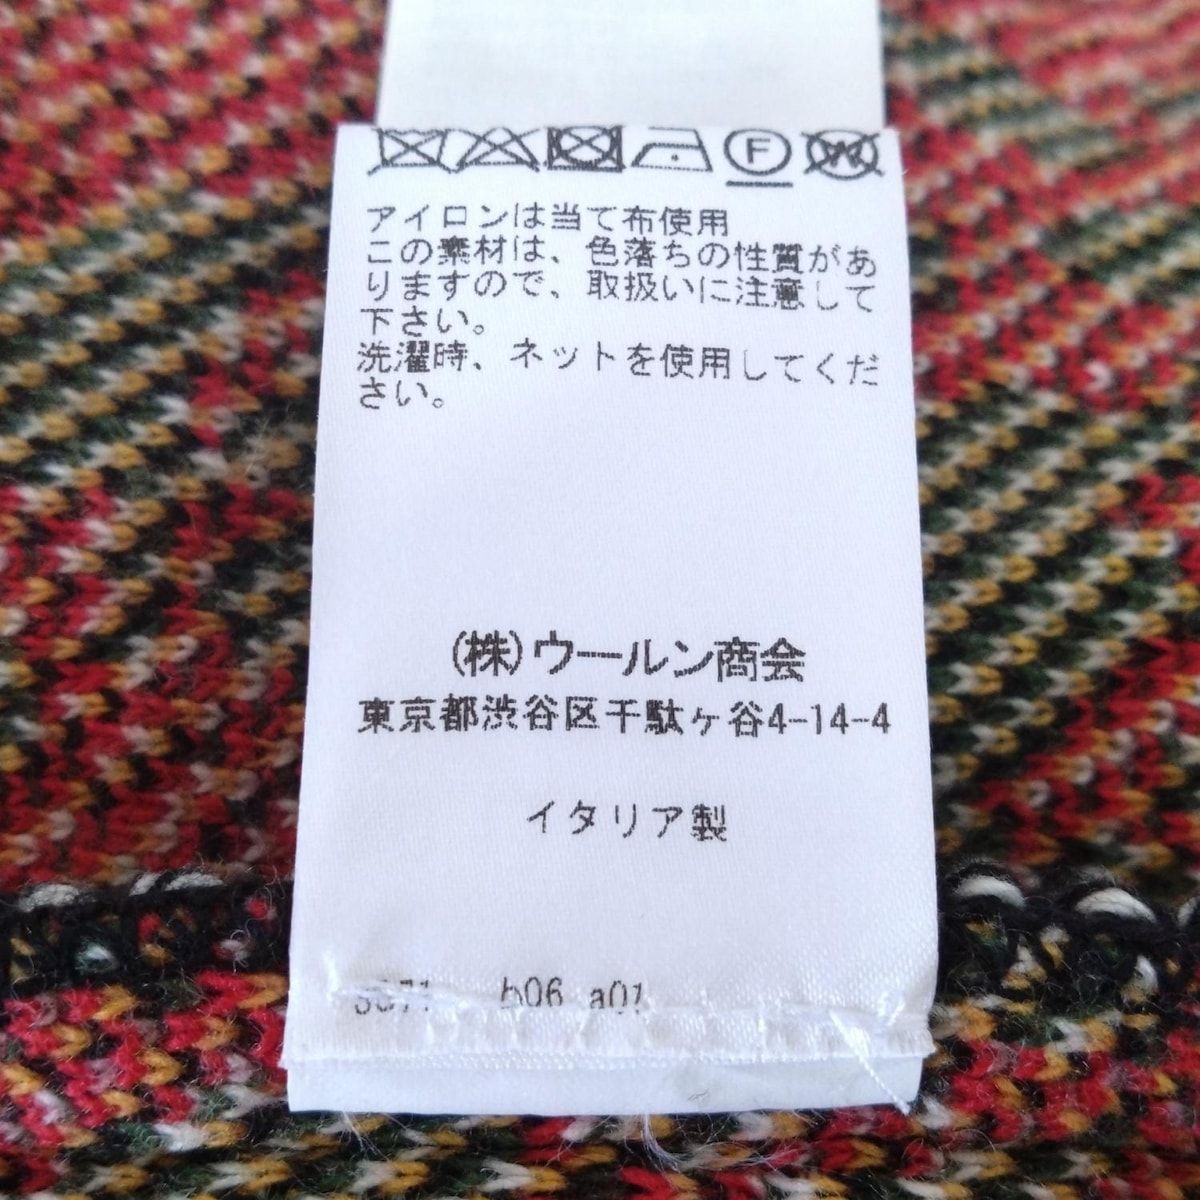 F W
アイロンは当て布使用
この素材は、色落ちの性質があ
りますので、取扱いに注意して
下さい。
洗濯時、ネットを使用してくだ
さい。
(株)ウールン商会
東京都渋谷区千駄ヶ谷4-14-4
イタリア製
b06 a01